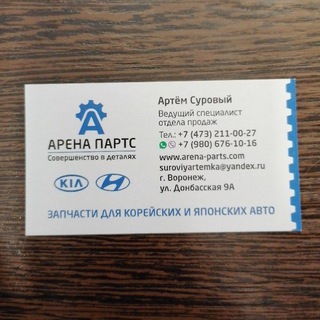 АРЕНА ПАРТС
Совершенство в деталях
KIA
Артём Суровый
Ведущий специалист
отдела продаж
Тел.: +7 (473) 211-00-27
+7 (980) 676-10-16
www.arena-parts.com
suroviyartemka@yandex.ru
г. Воронеж,
ул. Донбасская 9А
ЗАПЧАСТИ ДЛЯ КОРЕЙСКИХ И ЯПОНСКИХ АВТО